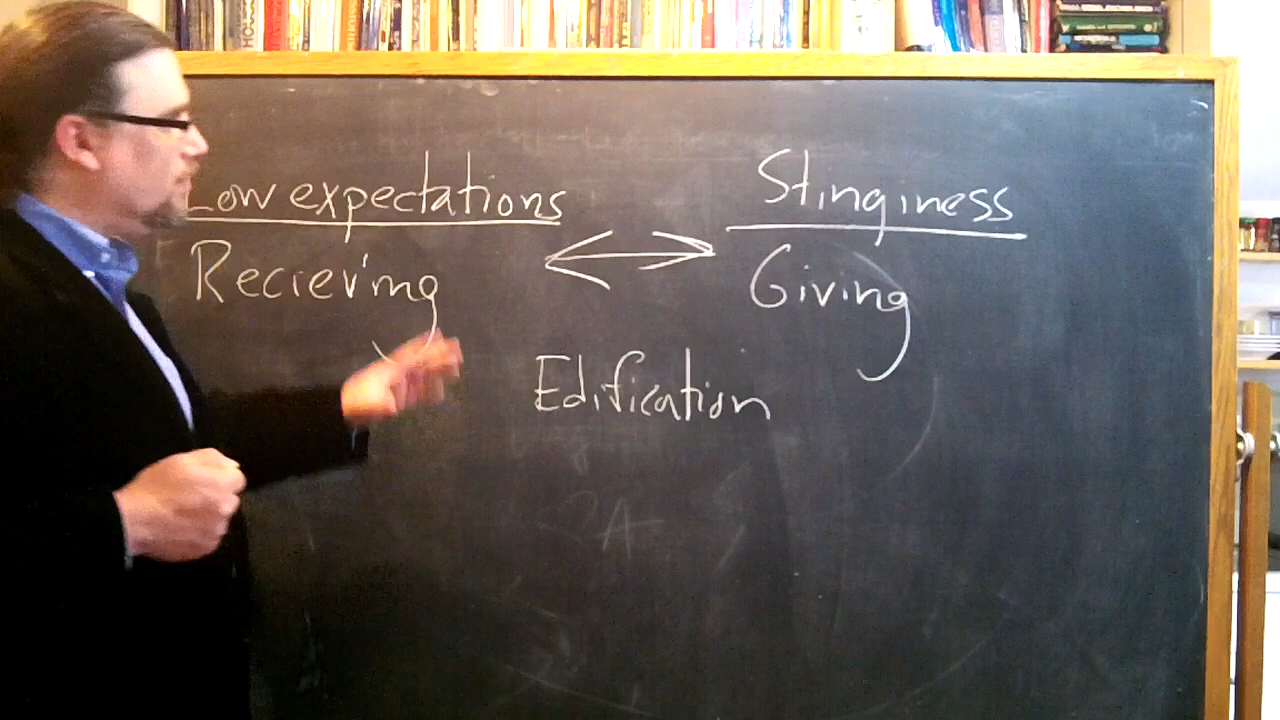 Low expectations
Stinginess
Recieving
Giving
Edification